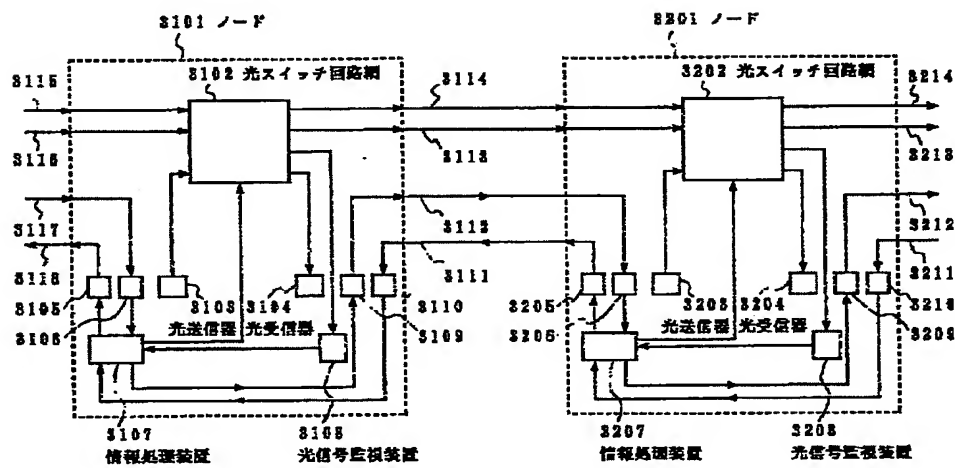 3101 ノード
3201 ノード
3102 光スイッチ回路網
3202 光スイッチ回路網
3115
3114
3214
3116
3113
3213
3117
3112
3212
3118
3111
3211
3105
3103
3104
3110
3205
3203
3204
3210
光送信器
光受信器
光送信器
光受信器
3106
3109
3206
3209
3107
3108
3207
3208
情報処理装置
光信号監視装置
情報処理装置
光信号監視装置